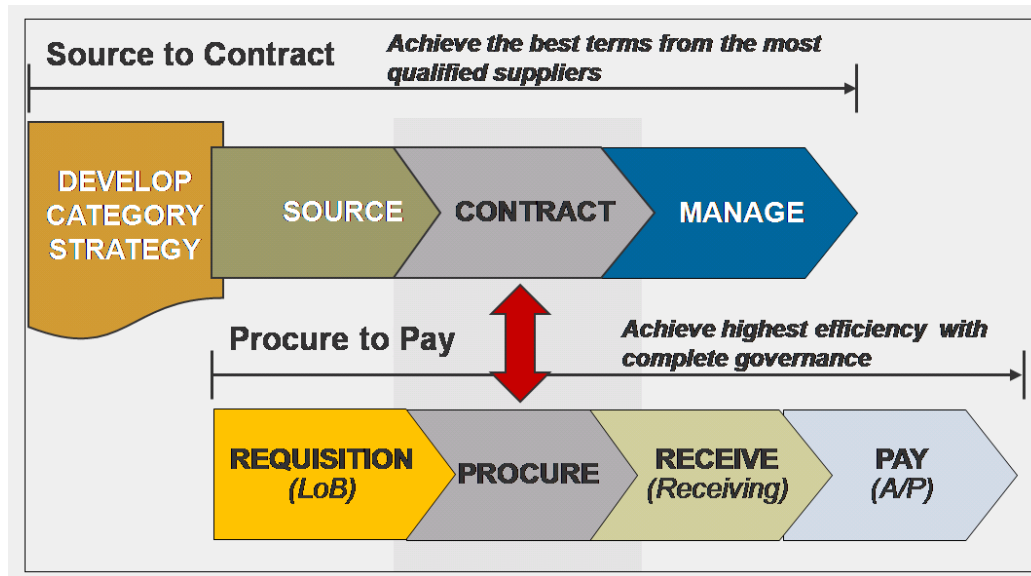 Source to Contract
Achieve the best terms from the most
qualified suppliers
DEVELOP
CATEGORY
STRATEGY
SOURCE
CONTRACT
MANAGE
Procure to Pay
Achieve highest efficiency with
complete governance
REQUISITION
(LoB)
PROCURE
RECEIVE
(Receiving)
PAY
(A/P)